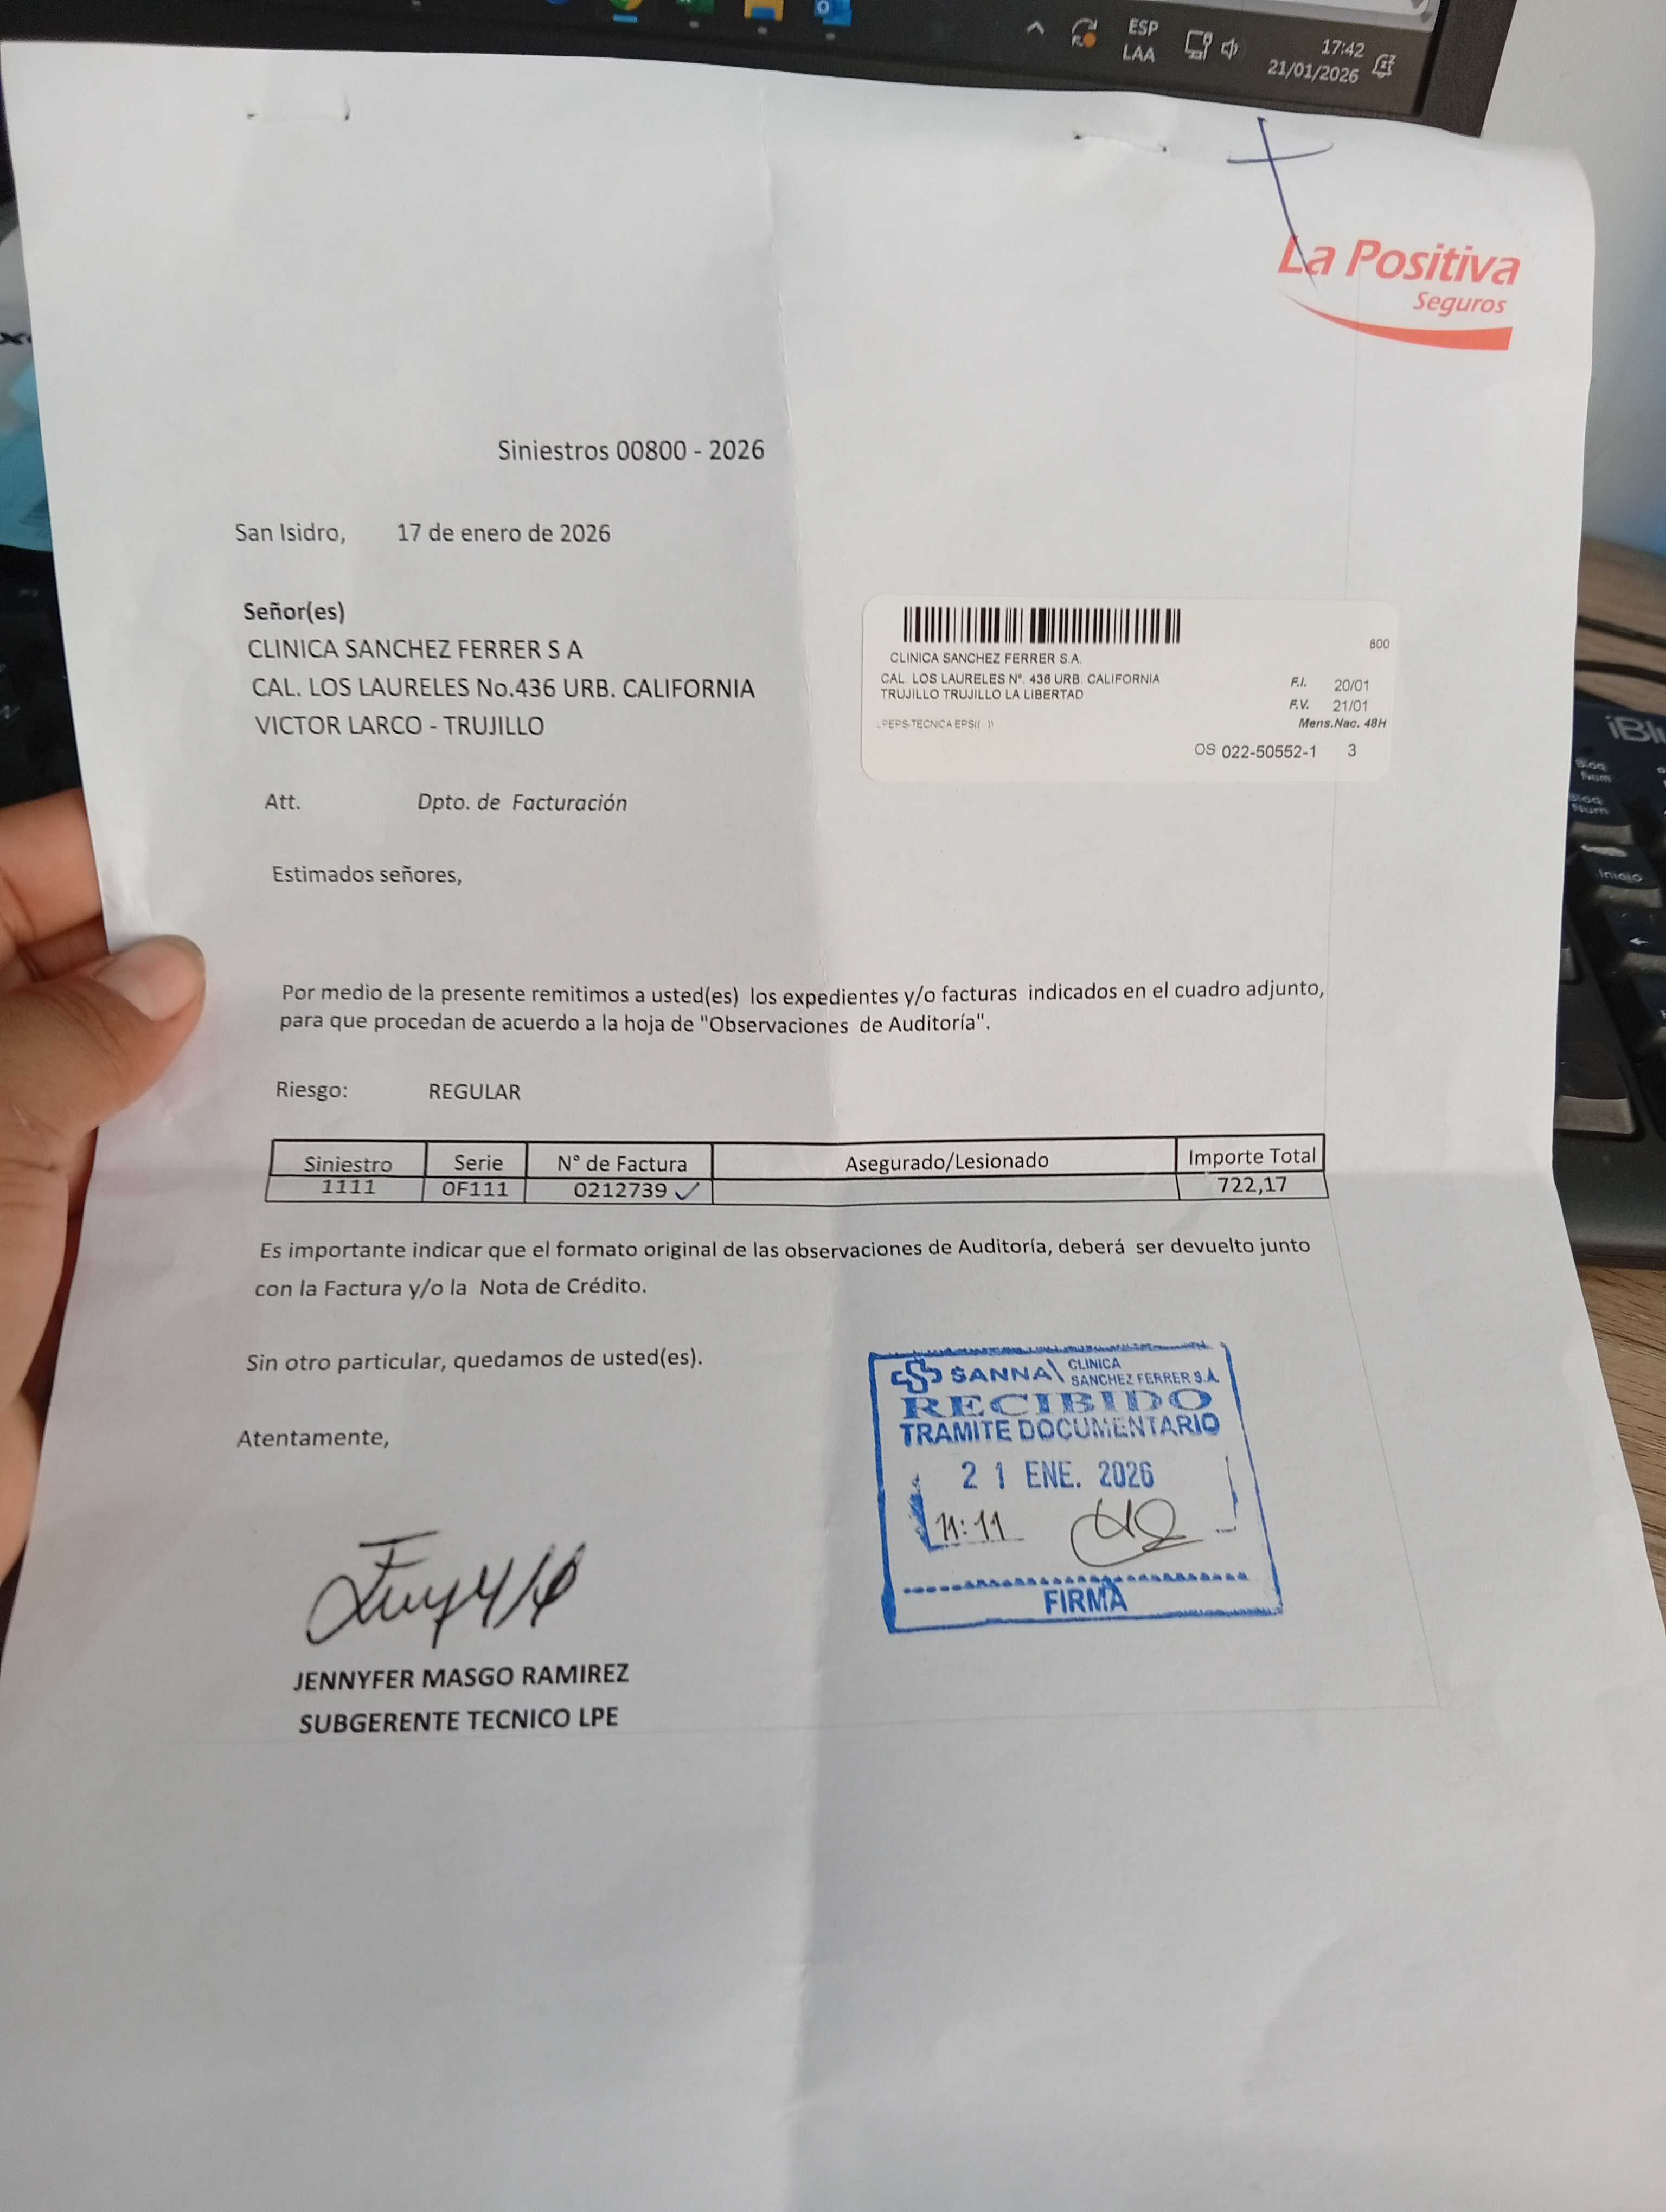 ESP
LAA
17:42
21/01/2026
La Positiva
Seguros
Siniestros 00800 - 2026
San Isidro, 17 de enero de 2026
Señor(es)
CLINICA SANCHEZ FERRER S A
CAL. LOS LAURELES No.436 URB. CALIFORNIA
VICTOR LARCO - TRUJILLO
800
CLINICA SANCHEZ FERRER S.A.
CAL. LOS LAURELES Nº. 436 URB. CALIFORNIA
TRUJILLO TRUJILLO LA LIBERTAD
F.I. 20/01
F.V. 21/01
Mens.Nac. 48H
OS 022-50552-1 3
Att. Dpto. de Facturación
Estimados señores,
Por medio de la presente remitimos a usted(es) los expedientes y/o facturas indicados en el cuadro adjunto,
para que procedan de acuerdo a la hoja de "Observaciones de Auditoría".
Riesgo: REGULAR
Siniestro Serie N° de Factura Asegurado/Lesionado Importe Total
1111 0F111 0212739 722,17
Es importante indicar que el formato original de las observaciones de Auditoría, deberá ser devuelto junto
con la Factura y/o la Nota de Crédito.
Sin otro particular, quedamos de usted(es).
Atentamente,
SANNA\ CLINICA
SANCHEZ FERRER S.A.
RECIBIDO
TRAMITE DOCUMENTARIO
21 ENE. 2026
11:11
FIRMA
JENNYFER MASGO RAMIREZ
SUBGERENTE TECNICO LPE
Bloq
Num
Bloq
Num
Inicio